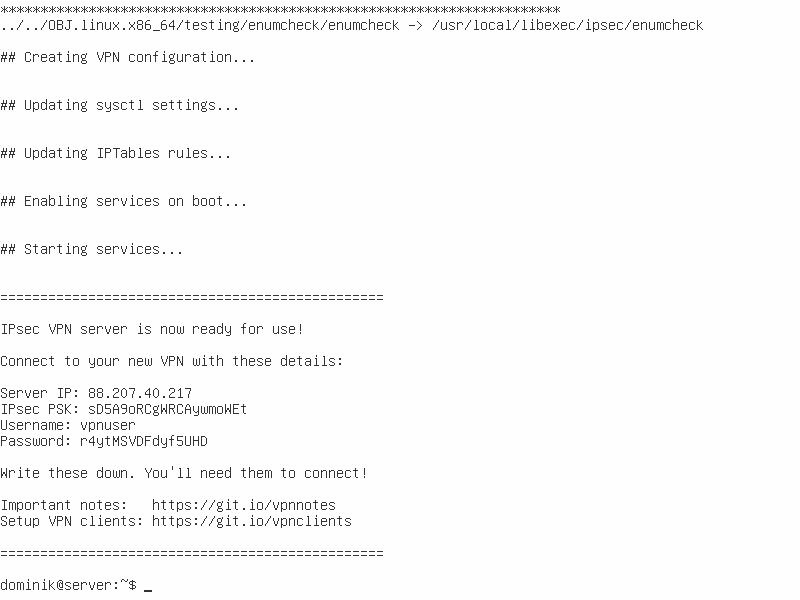 **********************************************************************
../../OBJ.linux.x86_64/testing/enumcheck/enumcheck -> /usr/local/libexec/ipsec/enumcheck
## Creating VPN configuration...
## Updating sysctl settings...
## Updating IPTables rules...
## Enabling services on boot...
## Starting services...
================================================
IPsec VPN server is now ready for use!
Connect to your new VPN with these details:
Server IP: 88.207.40.217
IPsec PSK: sD5A9oRCgWRCAywmoWEt
Username: vpnuser
Password: r4ytMSVDFdyf5UHD
Write these down. You'll need them to connect!
Important notes:   https://git.io/vpnnotes
Setup VPN clients: https://git.io/vpnclients
================================================
dominik@server:~$ _